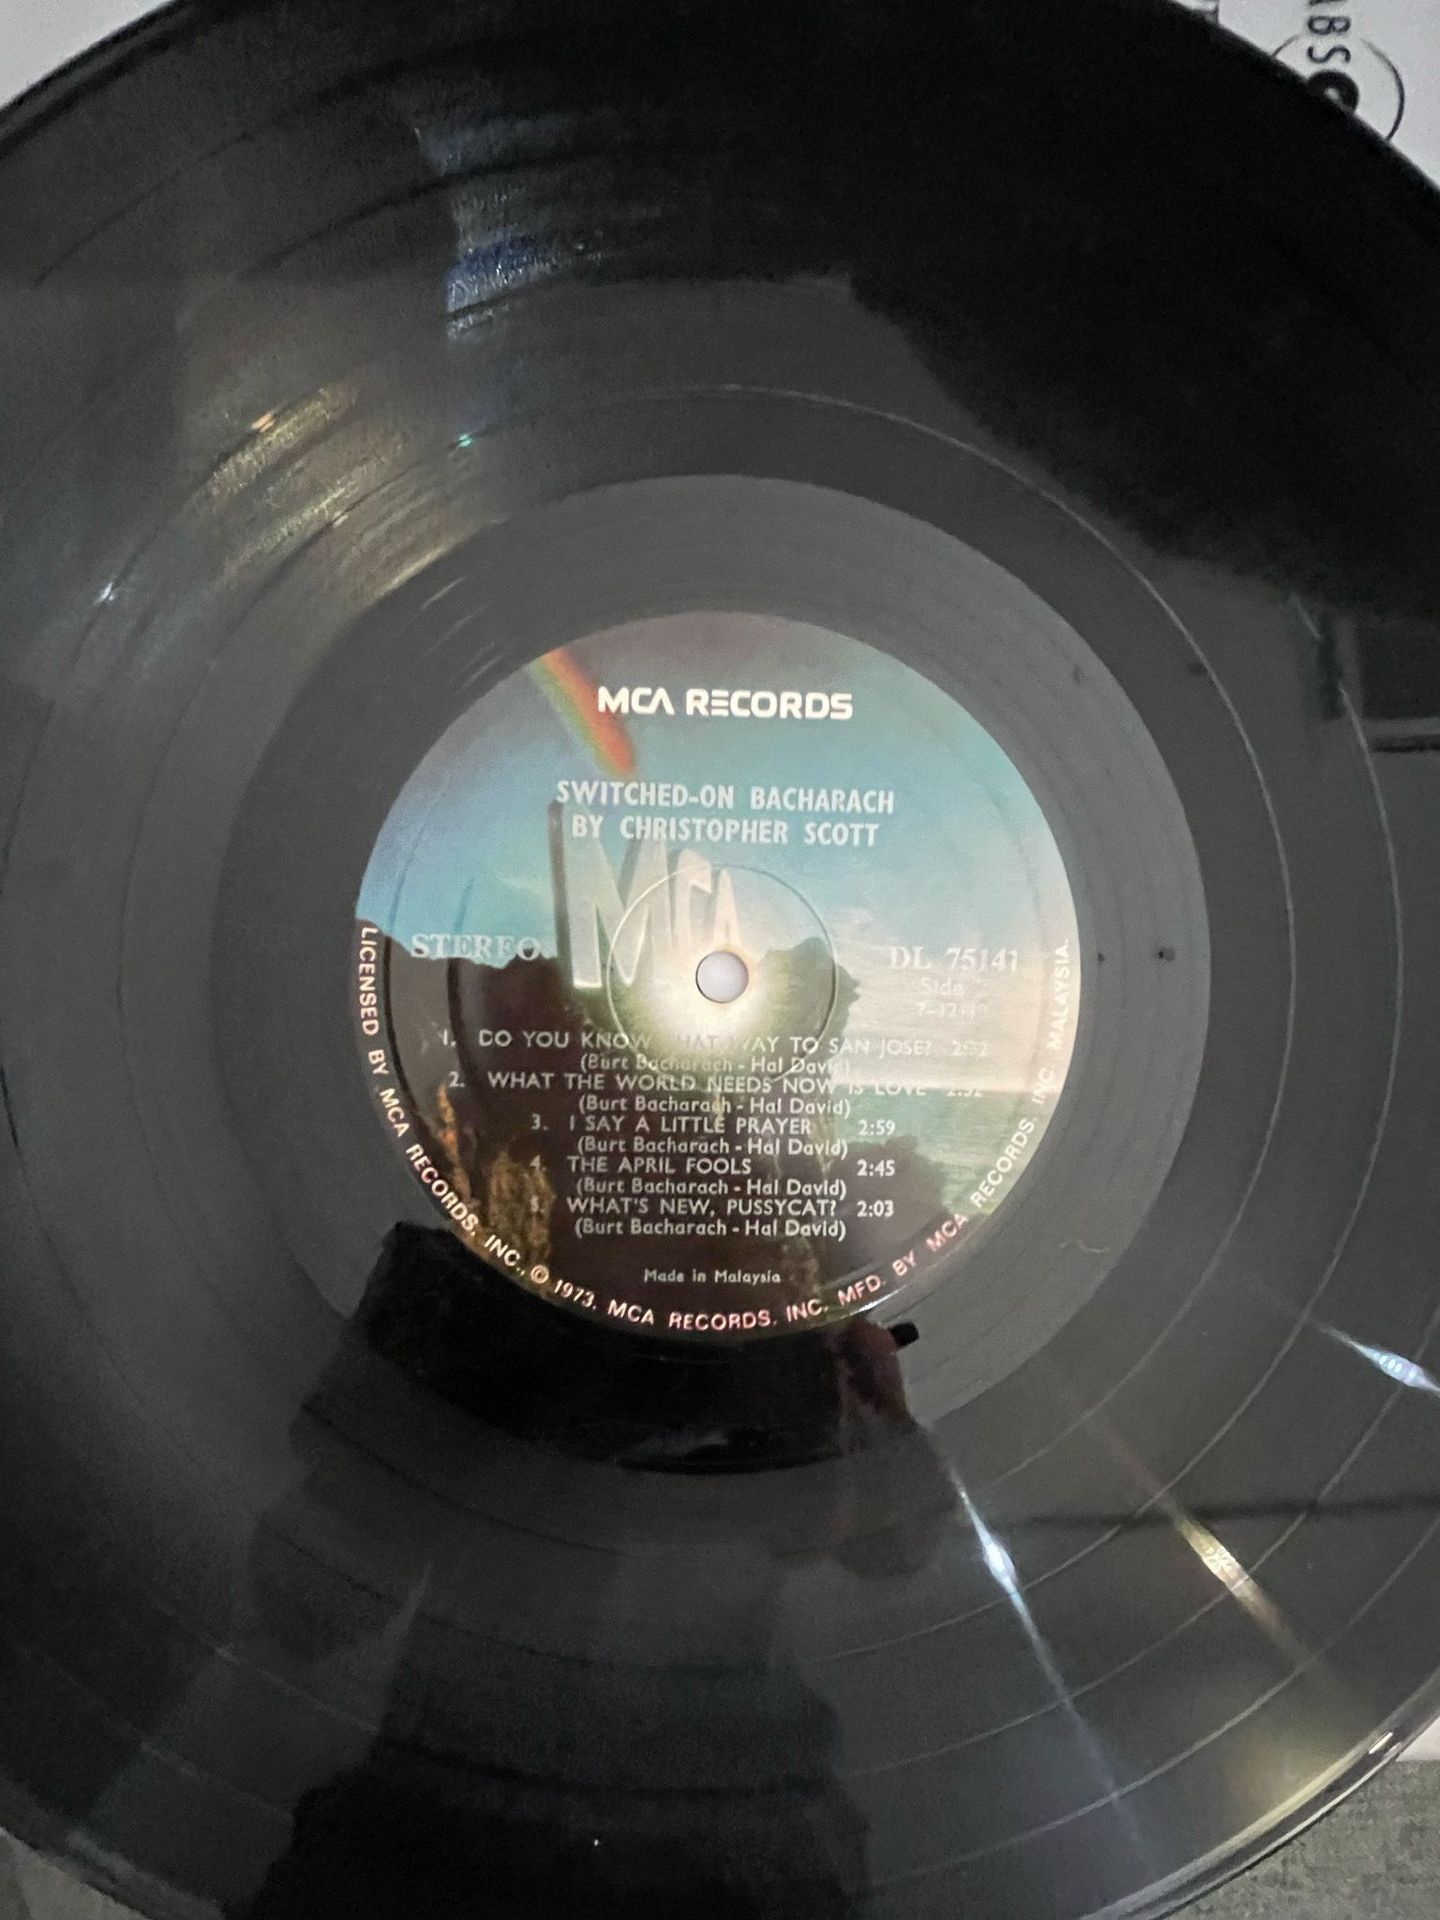 ABS
MCA RECORDS
SWITCHED-ON BACHARACH
BY CHRISTOPHER SCOTT
MCA
STEREO
DL 75141
Side
1. DO YOU KNOW THAT WAY TO SAN JOSE?
(Burt Bacharach - Hal David)
2. WHAT THE WORLD NEEDS NOW IS LOVE
(Burt Bacharach - Hal David)
3. I SAY A LITTLE PRAYER 2:59
(Burt Bacharach - Hal David)
4. THE APRIL FOOLS 2:45
(Burt Bacharach - Hal David)
5. WHAT'S NEW, PUSSYCAT? 2:03
(Burt Bacharach - Hal David)
Made in Malaysia
LICENSED BY MCA RECORDS, INC., © 1973. MCA RECORDS, INC. MFD. BY MCA RECORDS, INC. MALAYSIA.